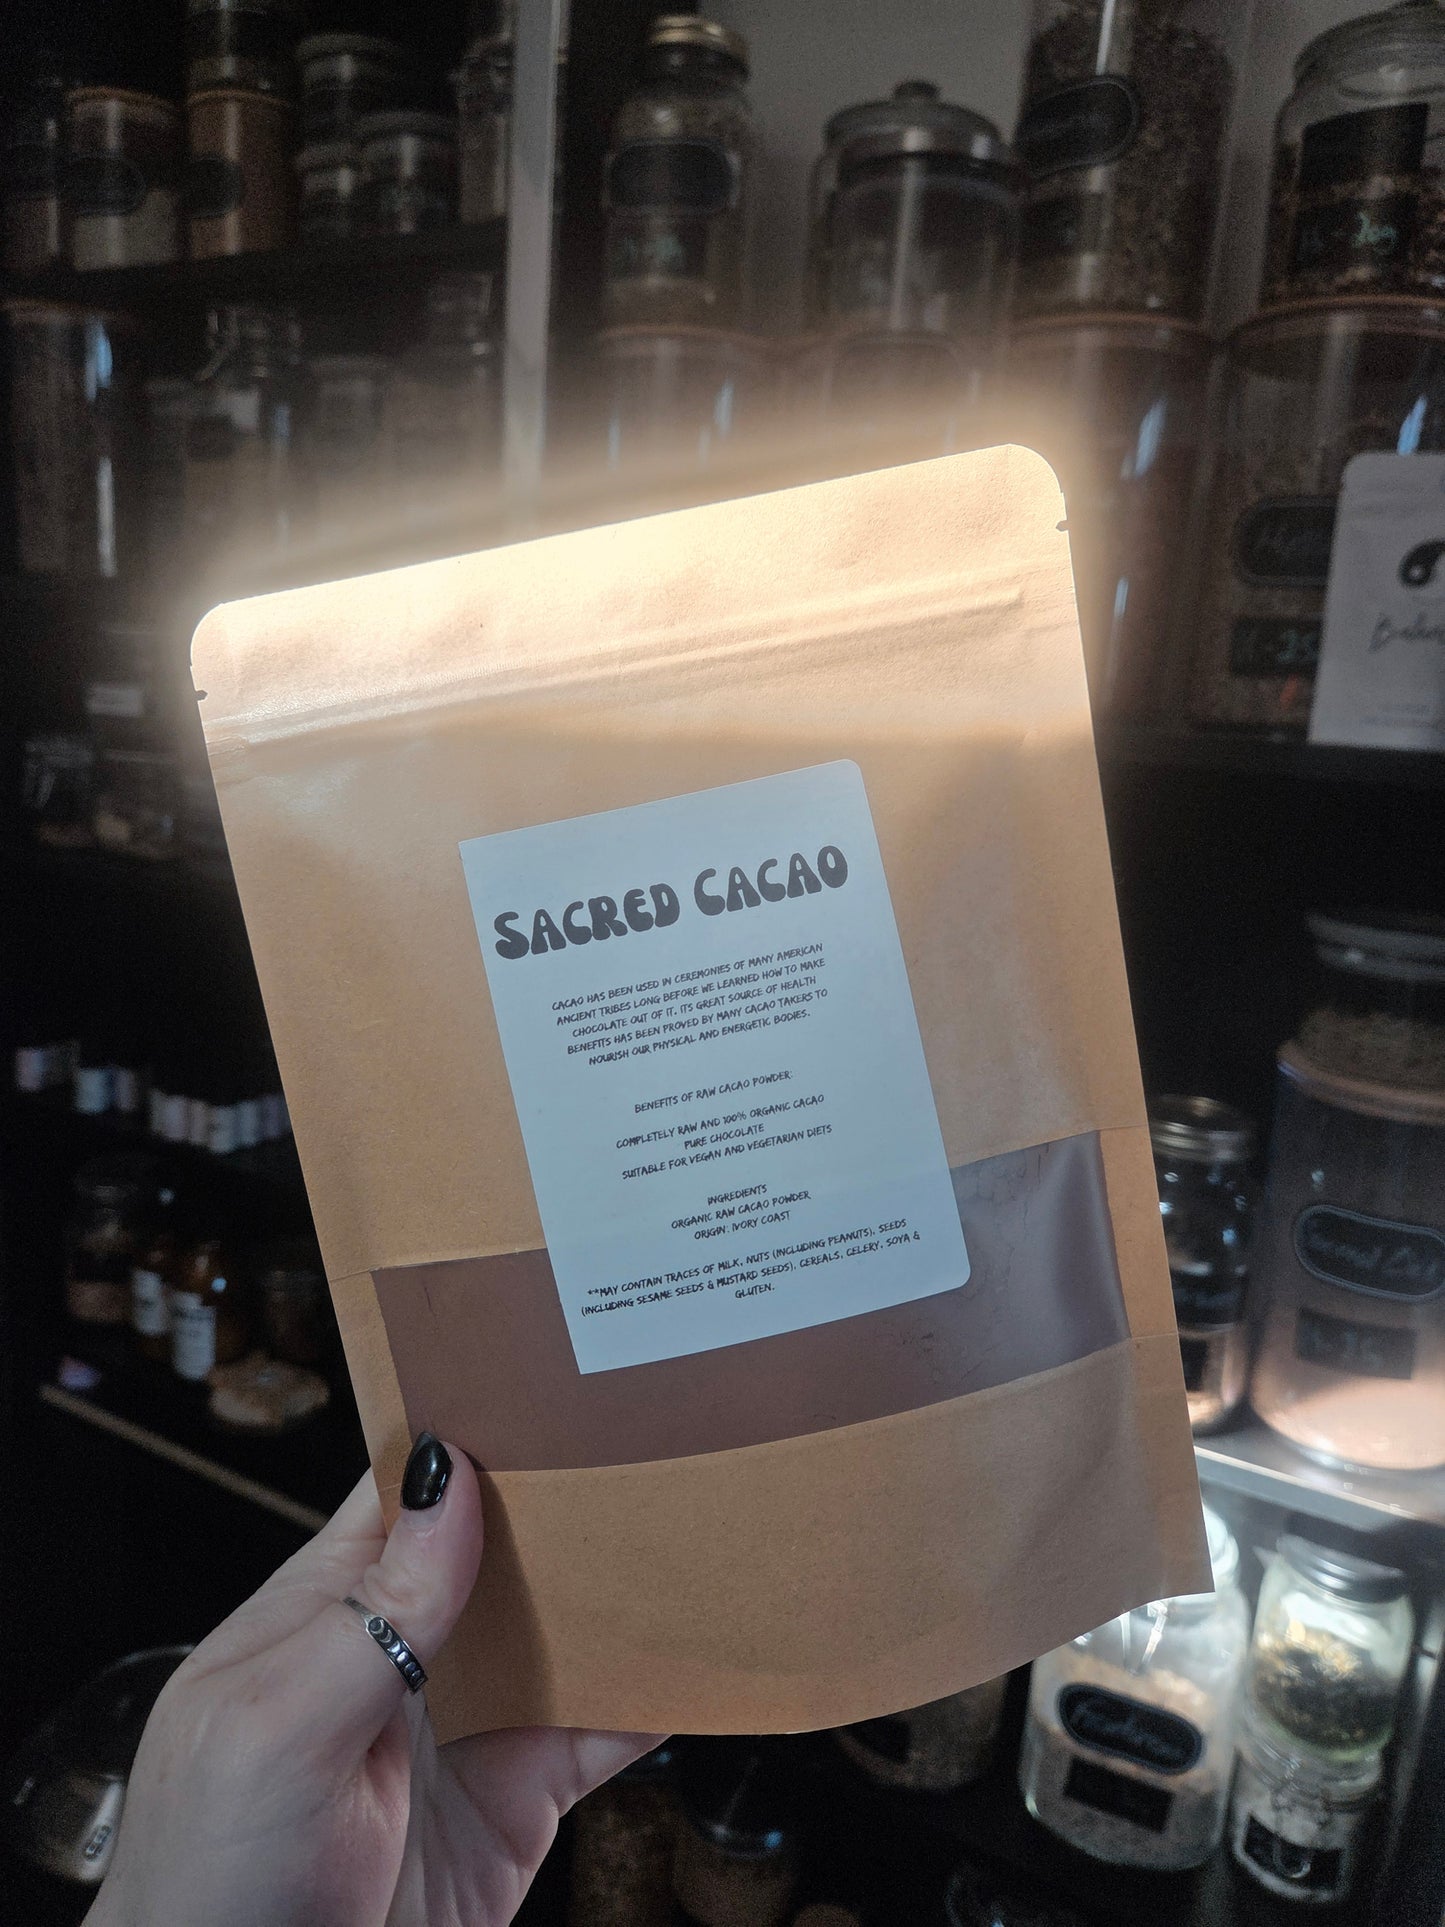 SACRED CACAO
CACAO HAS BEEN USED IN CEREMONIES OF MANY AMERICAN
ANCIENT TRIBES LONG BEFORE WE LEARNED HOW TO MAKE
CHOCOLATE OUT OF IT. ITS GREAT SOURCE OF HEALTH
BENEFITS HAS BEEN PROVED BY MANY CACAO TAKERS TO
NOURISH OUR PHYSICAL AND ENERGETIC BODIES.
BENEFITS OF RAW CACAO POWDER:
COMPLETELY RAW AND 100% ORGANIC CACAO
PURE CHOCOLATE
SUITABLE FOR VEGAN AND VEGETARIAN DIETS
INGREDIENTS
ORGANIC RAW CACAO POWDER
ORIGIN: IVORY COAST
**MAY CONTAIN TRACES OF MILK, NUTS (INCLUDING PEANUTS), SEEDS
(INCLUDING SESAME SEEDS & MUSTARD SEEDS), CEREALS, CELERY, SOYA &
GLUTEN.